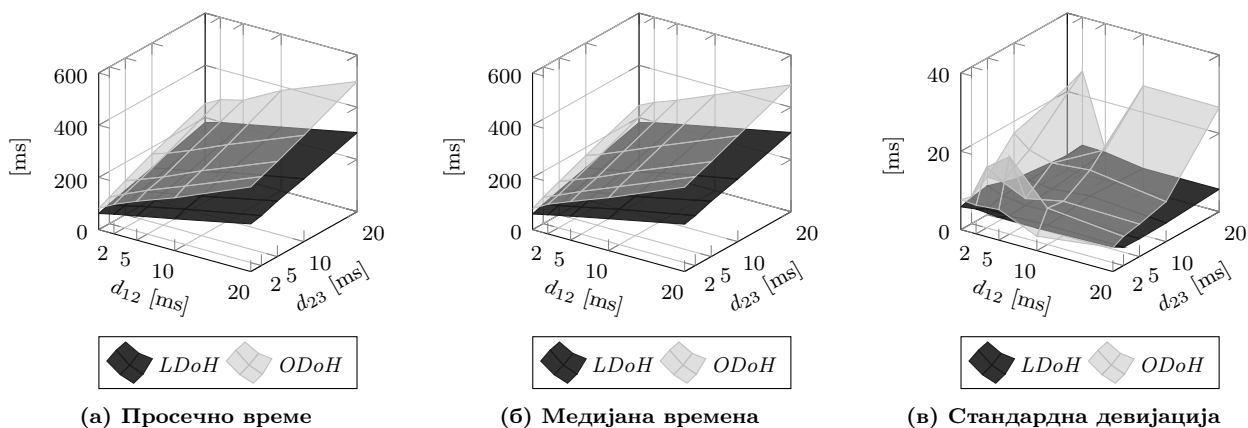 600
400
200
0
[ms]
2
5
10
20
d12 [ms]
2
5
10
20
d23 [ms]
LDoH
ODoH
(а) Просечно време
600
400
200
0
[ms]
2
5
10
20
d12 [ms]
2
5
10
20
d23 [ms]
LDoH
ODoH
(б) Медијана времена
40
20
0
[ms]
2
5
10
20
d12 [ms]
2
5
10
20
d23 [ms]
LDoH
ODoH
(в) Стандардна девијација